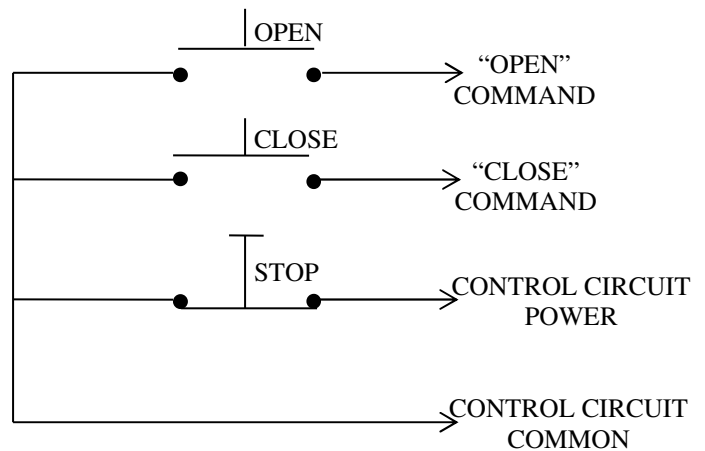 OPEN
“OPEN”
COMMAND
CLOSE
“CLOSE”
COMMAND
STOP
CONTROL CIRCUIT
POWER
CONTROL CIRCUIT
COMMON